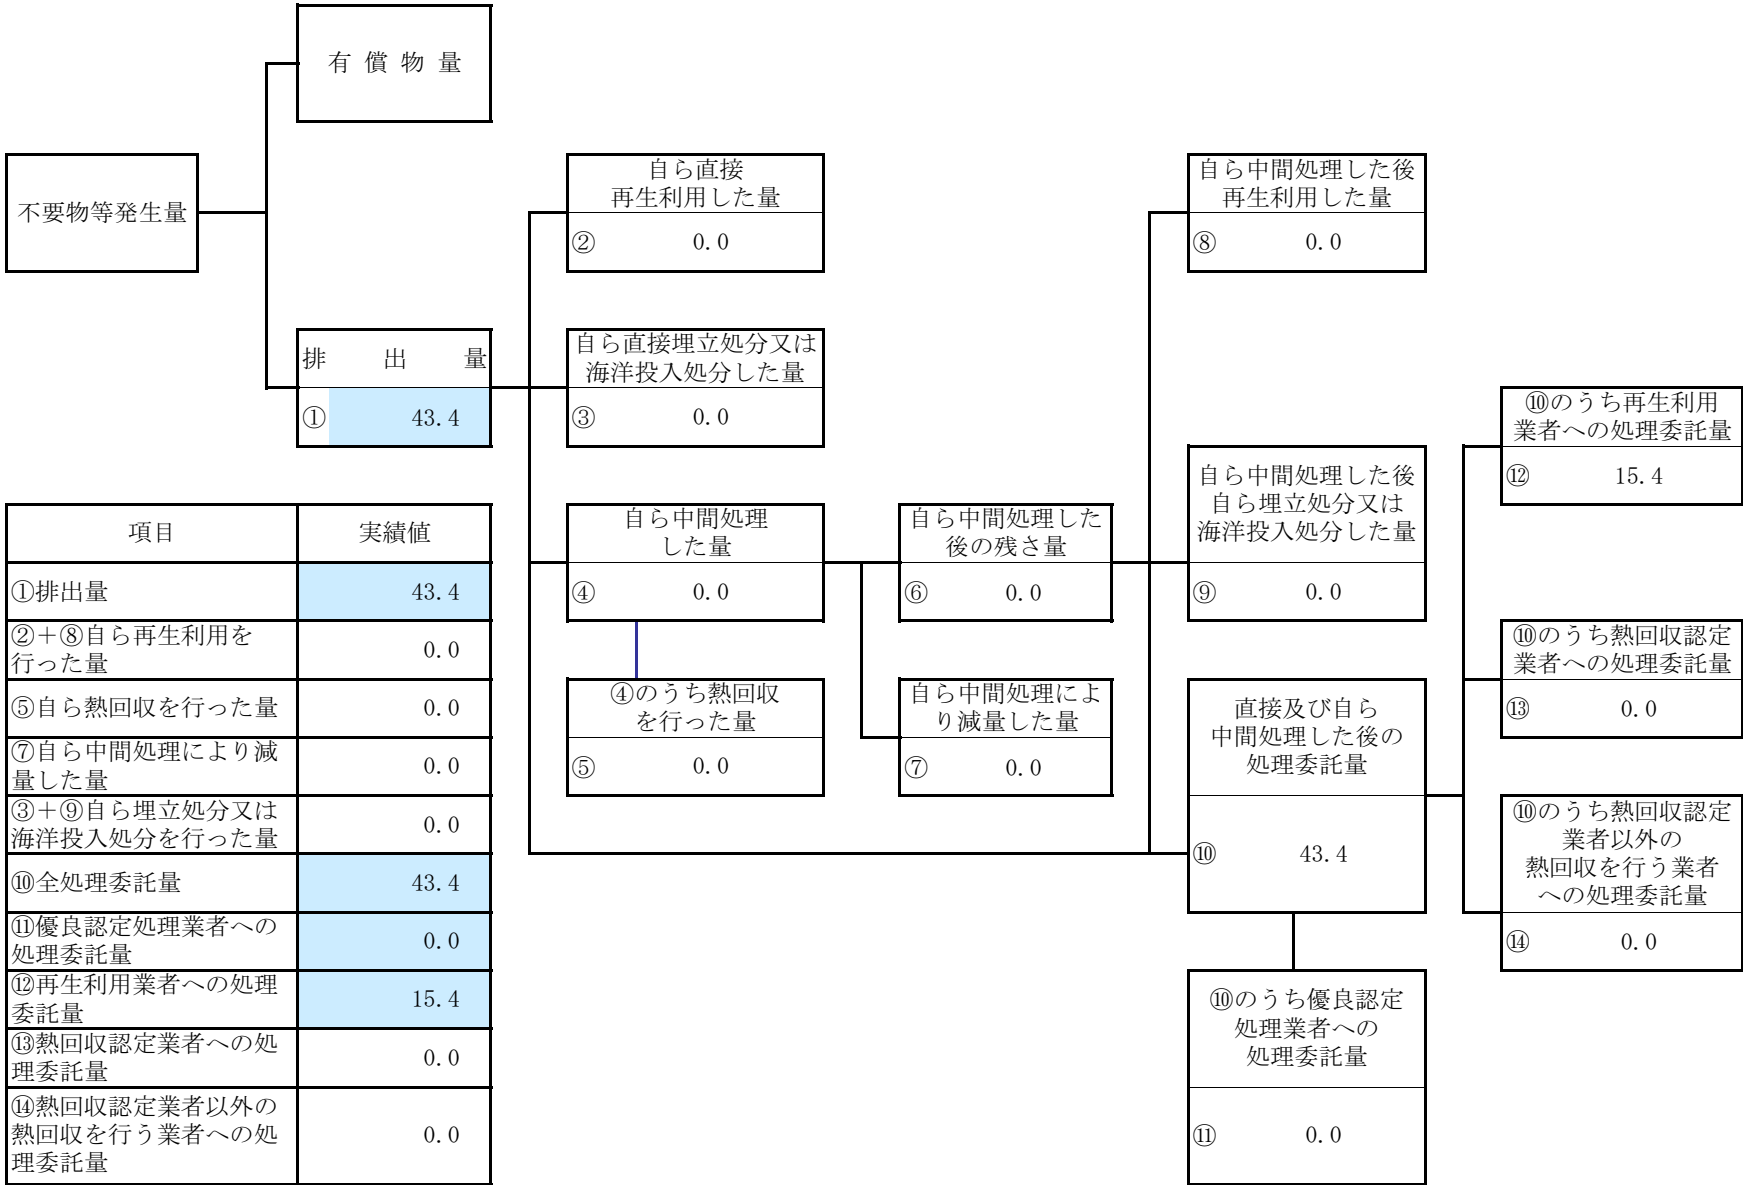 有償物量
不要物等発生量
自ら直接
再生利用した量
② 0.0
自ら中間処理した後
再生利用した量
⑧ 0.0
排出量
① 43.4
自ら直接埋立処分又は
海洋投入処分した量
③ 0.0
⑩のうち再生利用
業者への処理委託量
⑫ 15.4
自ら中間処理した後
自ら埋立処分又は
海洋投入処分した量
⑨ 0.0
自ら中間処理
した量
④ 0.0
自ら中間処理した
後の残さ量
⑥ 0.0
⑩のうち熱回収認定
業者への処理委託量
⑬ 0.0
④のうち熱回収
を行った量
⑤ 0.0
自ら中間処理によ
り減量した量
⑦ 0.0
直接及び自ら
中間処理した後の
処理委託量
⑩ 43.4
⑩のうち熱回収認定
業者以外の
熱回収を行う業者
への処理委託量
⑭ 0.0
⑩のうち優良認定
処理業者への
処理委託量
⑪ 0.0
項目 実績値
①排出量 43.4
②＋⑧自ら再生利用を
行った量 0.0
⑤自ら熱回収を行った量 0.0
⑦自ら中間処理により減
量した量 0.0
③＋⑨自ら埋立処分又は
海洋投入処分を行った量 0.0
⑩全処理委託量 43.4
⑪優良認定処理業者への
処理委託量 0.0
⑫再生利用業者への処理
委託量 15.4
⑬熱回収認定業者への処
理委託量 0.0
⑭熱回収認定業者以外の
熱回収を行う業者への処
理委託量 0.0